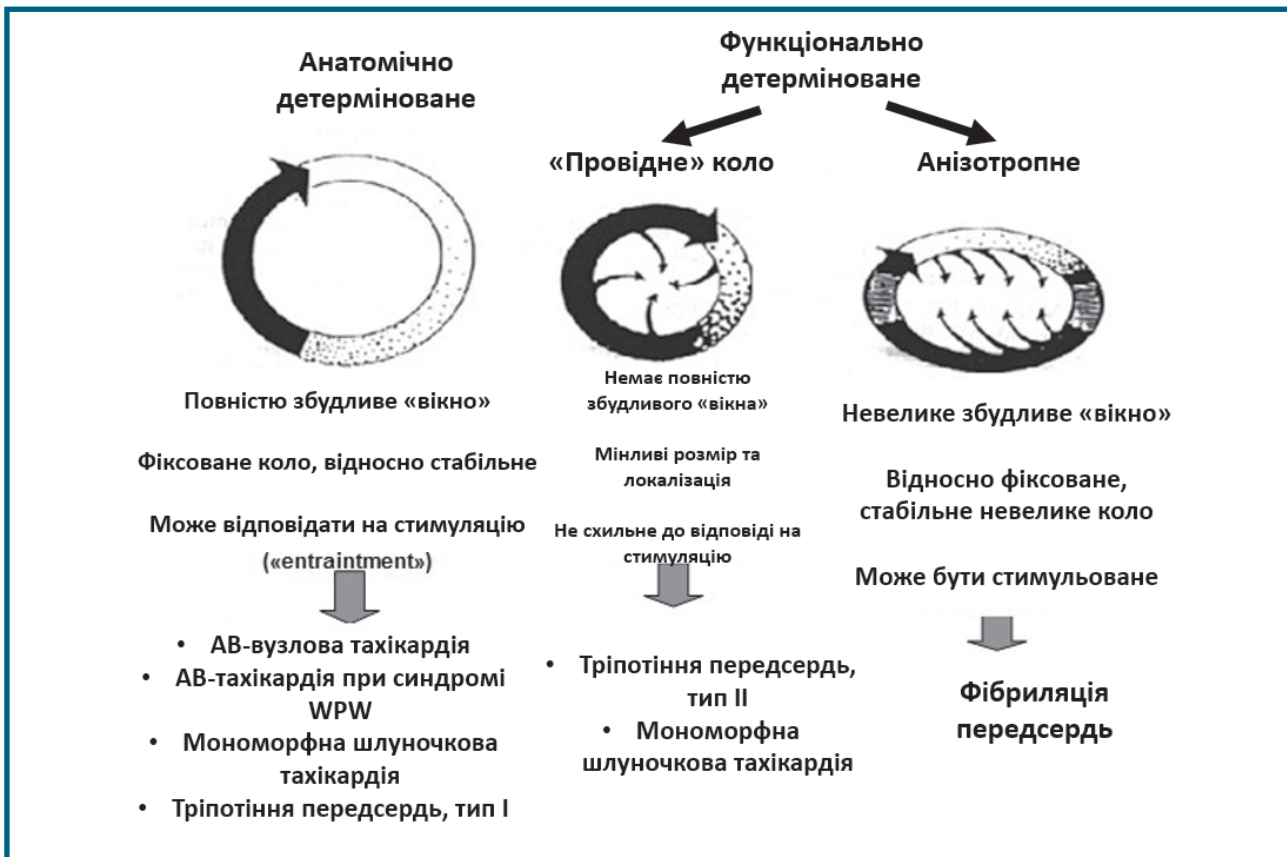 Анатомічно
детерміноване
Функціонально
детерміноване
«Провідне» коло
Анізотропне
Повністю збудливе «вікно»
Фіксоване коло, відносно стабільне
Може відповідати на стимуляцію
(«entraintment»)
• АВ-вузлова тахікардія
• АВ-тахікардія при синдромі
WPW
• Мономорфна шлуночкова
тахікардія
• Тріпотіння передсердь, тип I
Немає повністю
збудливого «вікна»
Мінливі розмір та
локалізація
Не схильне до відповіді на
стимуляцію
• Тріпотіння передсердь,
тип II
• Мономорфна
шлуночкова тахікардія
Невелике збудливе «вікно»
Відносно фіксоване,
стабільне невелике коло
Може бути стимульоване
Фібриляція
передсердь